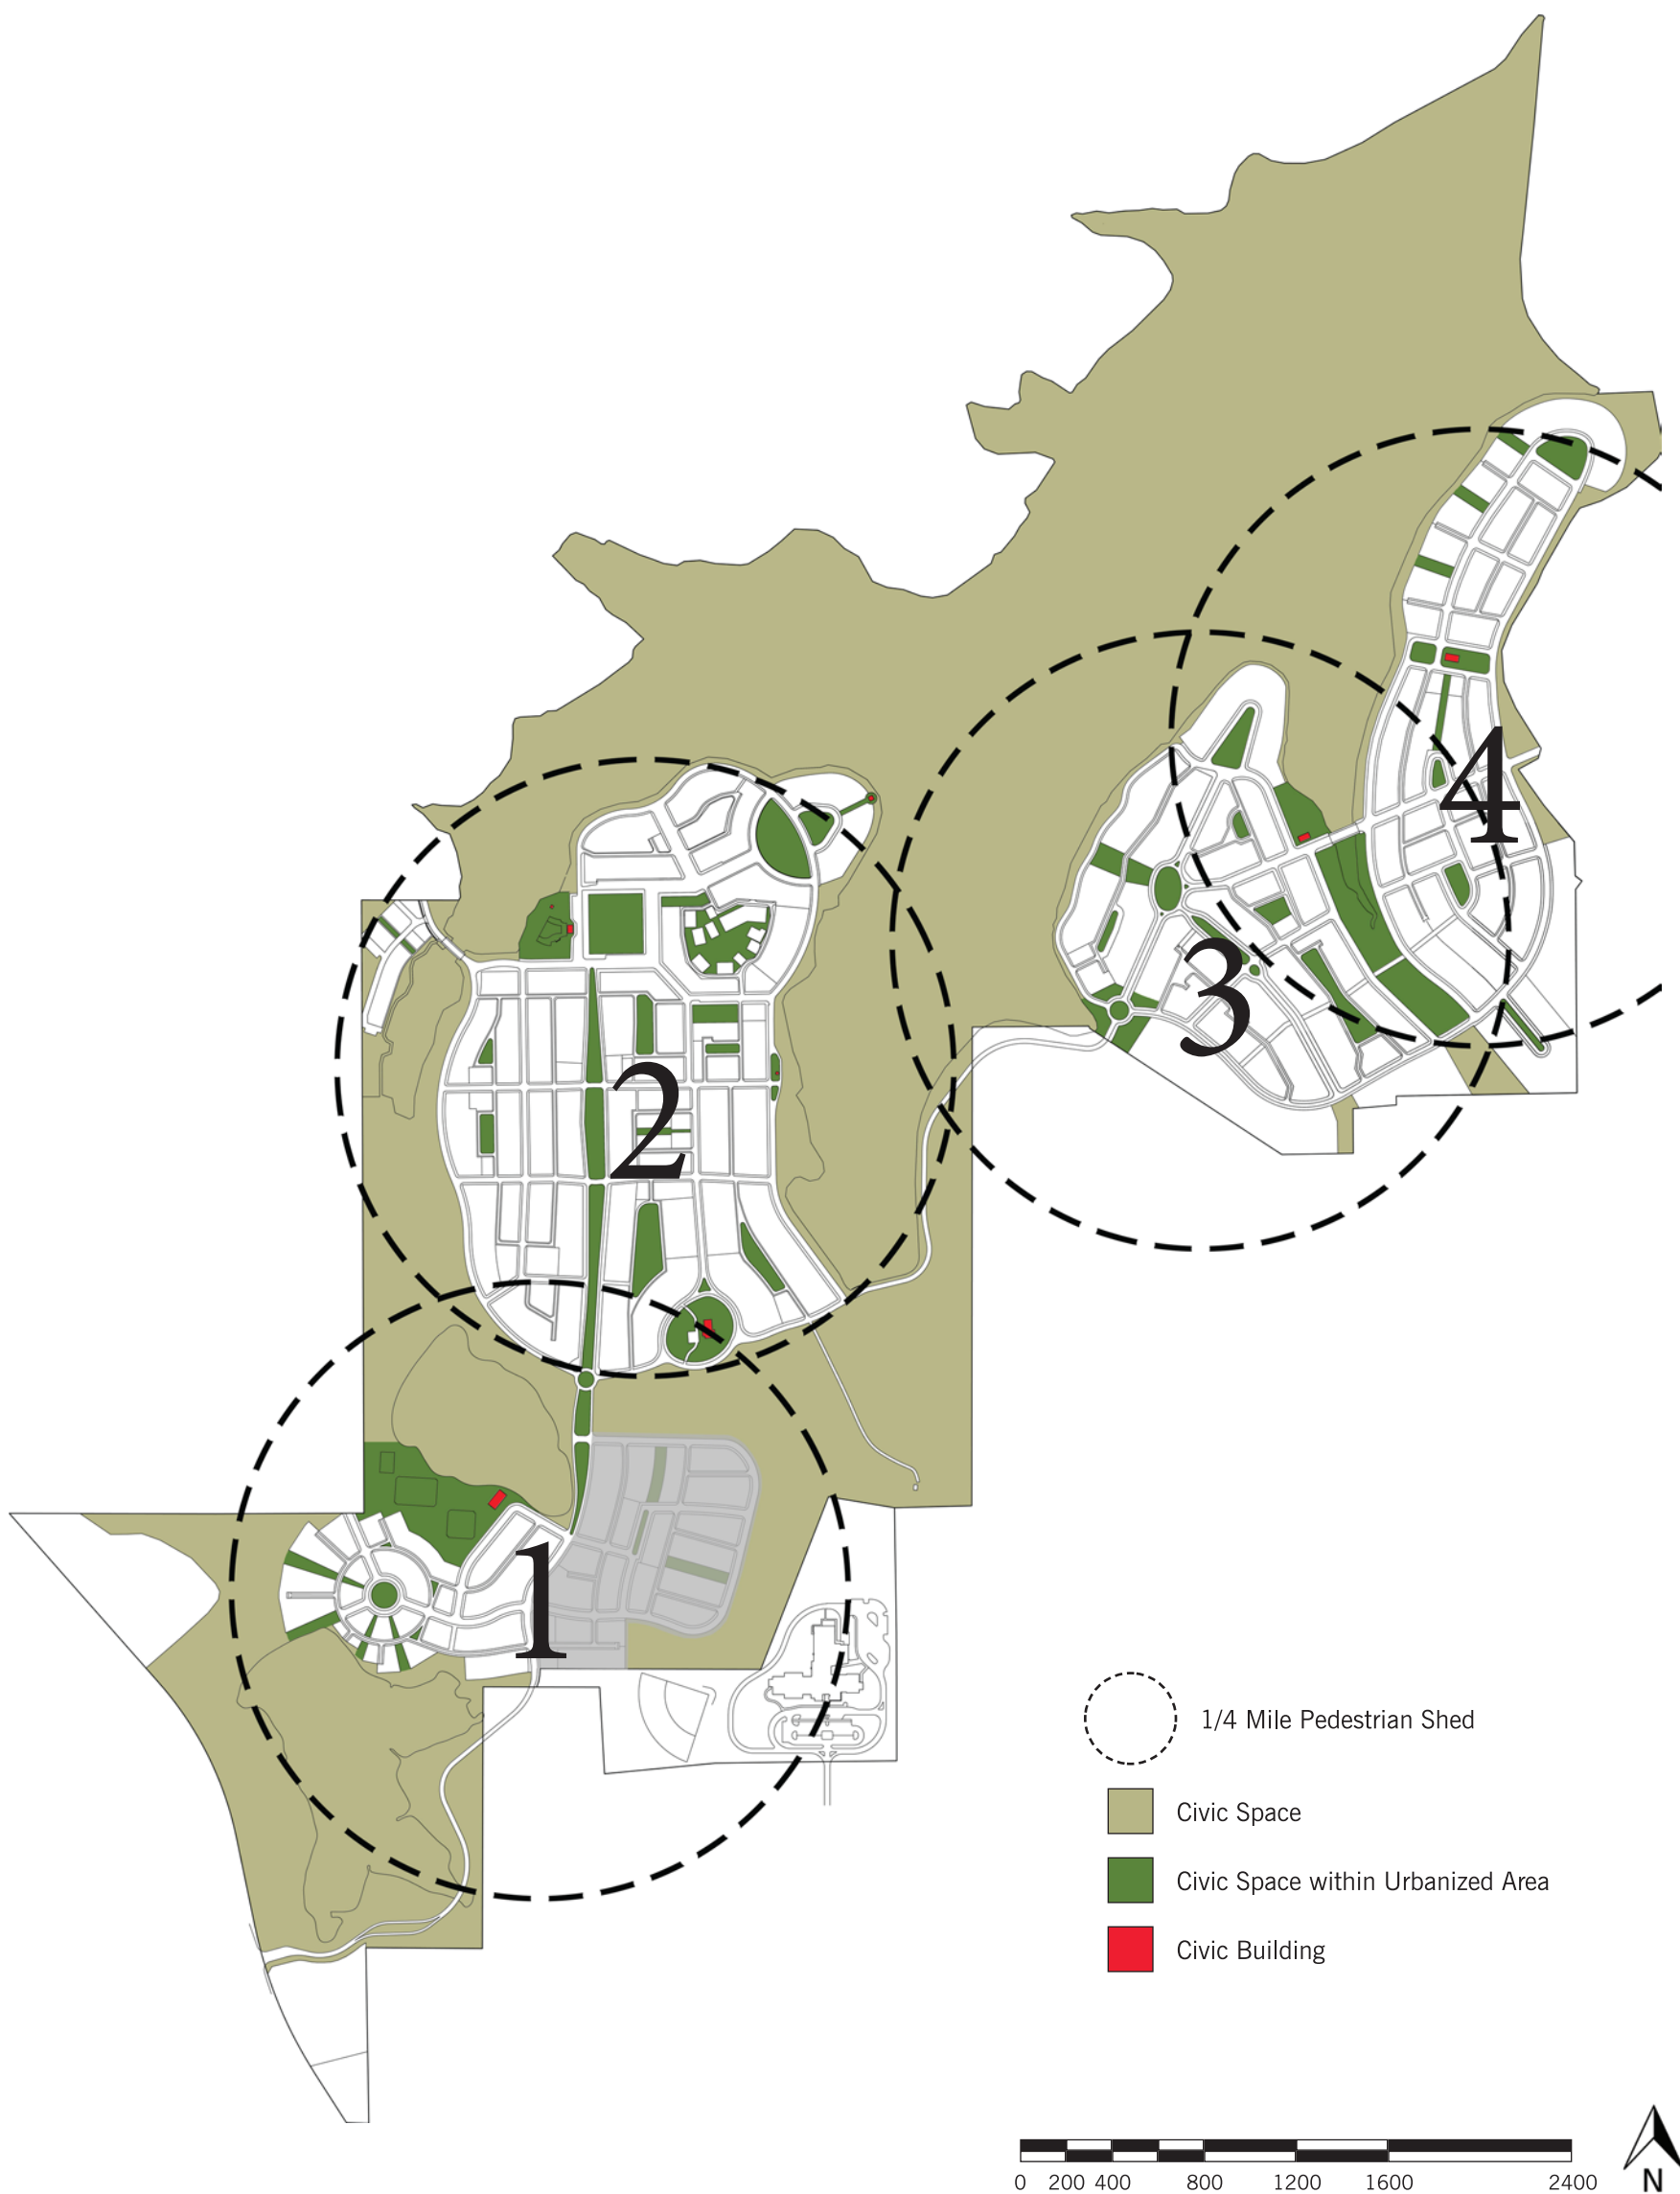 4
3
2
1
1/4 Mile Pedestrian Shed
Civic Space
Civic Space within Urbanized Area
Civic Building
0 200 400 800 1200 1600 2400
N